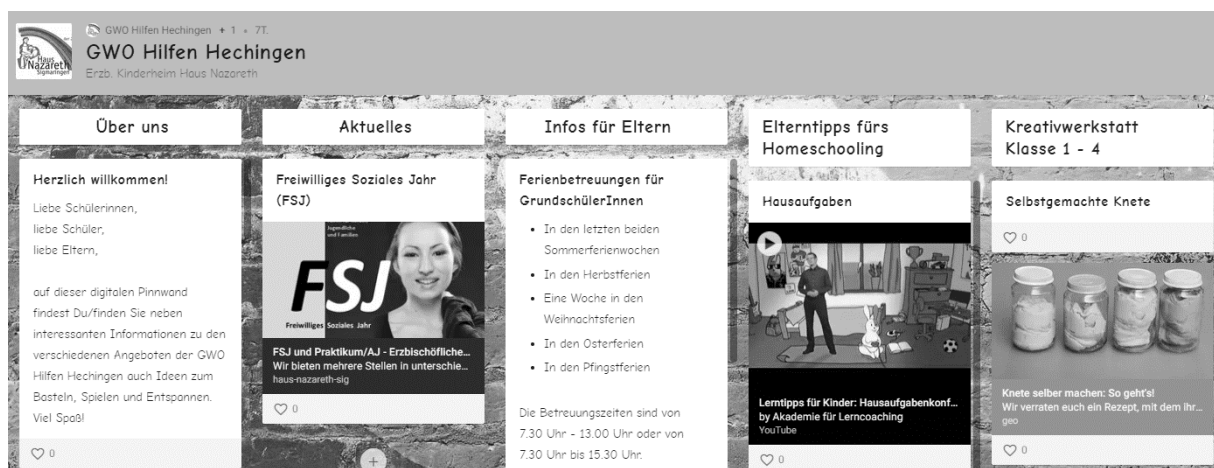 GWO Hilfen Hechingen + 1 • 7T.
GWO Hilfen Hechingen
Erzb. Kinderheim Haus Nazareth
Haus
Nazareth
Sigmaringen
Über uns
Herzlich willkommen!
Liebe Schülerinnen,
liebe Schüler,
liebe Eltern,
auf dieser digitalen Pinnwand
findest Du/finden Sie neben
interessanten Informationen zu den
verschiedenen Angeboten der GWO
Hilfen Hechingen auch Ideen zum
Basteln, Spielen und Entspannen.
Viel Spaß!
0
Aktuelles
Freiwilliges Soziales Jahr
(FSJ)
Jugendliche
und Familien
FSJ
Freiwilliges Soziales Jahr
FSJ und Praktikum/AJ - Erzbischöfliche...
Wir bieten mehrere Stellen in unterschie...
haus-nazareth-sig
0
+
Infos für Eltern
Ferienbetreuungen für
GrundschülerInnen
• In den letzten beiden
Sommerferienwochen
• In den Herbstferien
• Eine Woche in den
Weihnachtsferien
• In den Osterferien
• In den Pfingstferien
Die Betreuungszeiten sind von
7.30 Uhr - 13.00 Uhr oder von
7.30 Uhr bis 15.30 Uhr.
Elterntipps fürs
Homeschooling
Hausaufgaben
Lerntipps für Kinder: Hausaufgabenkonf...
by Akademie für Lerncoaching
YouTube
0
Kreativwerkstatt
Klasse 1 - 4
Selbstgemachte Knete
0
Knete selber machen: So geht's!
Wir verraten euch ein Rezept, mit dem ihr...
geo
0